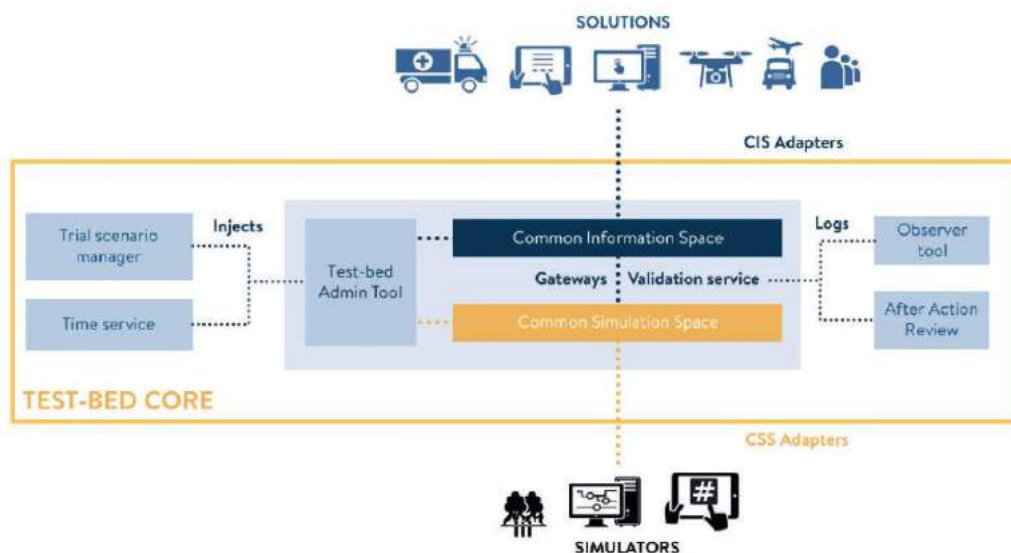 SOLUTIONS
CIS Adapters
Trial scenario
manager
Injects
Time service
Test-bed
Admin Tool
Common Information Space
Gateways
Validation service
Common Simulation Space
Logs
Observer
tool
After Action
Review
TEST-BED CORE
CSS Adapters
#
SIMULATORS